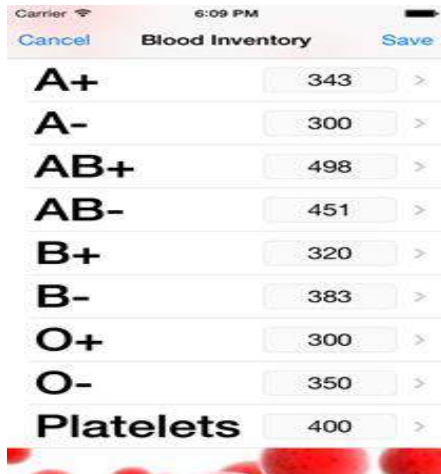 Carrier 6:09 PM
Cancel Blood Inventory Save
A+ 343 >
A- 300 >
AB+ 498 >
AB- 451 >
B+ 320 >
B- 383 >
O+ 300 >
O- 350 >
Platelets 400 >